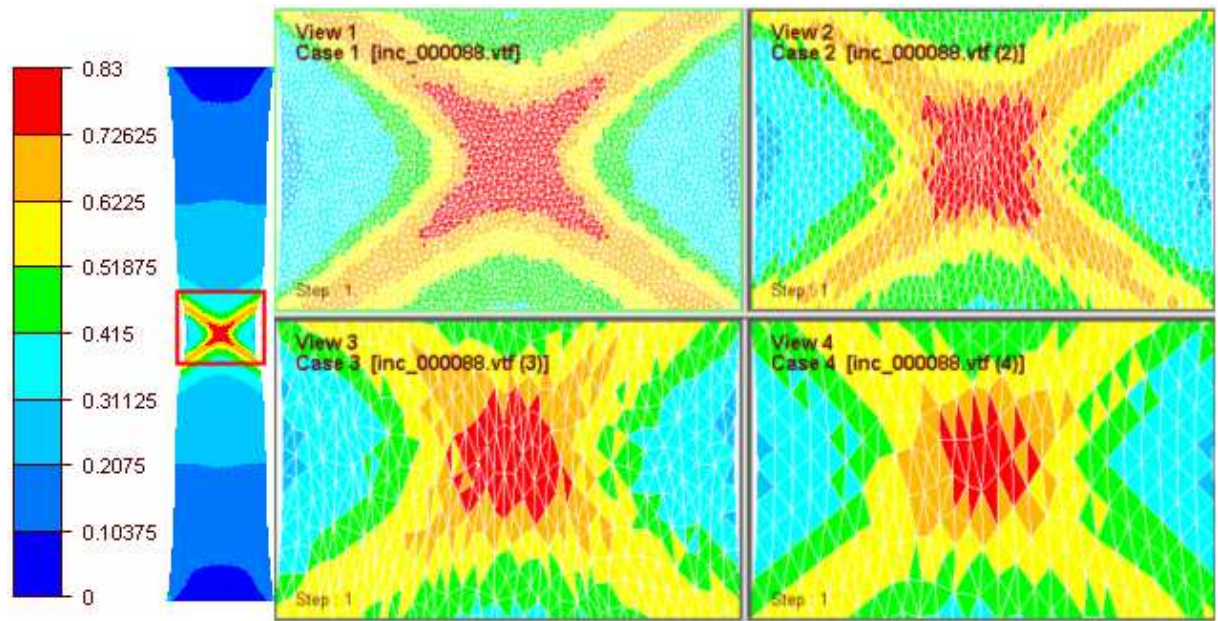 0.83
0.72625
0.6225
0.51875
0.415
0.31125
0.2075
0.10375
0
View 1
Case 1 [inc_000088.vtf]
Step : 1
View 2
Case 2 [inc_000088.vtf (2)]
Step : 1
View 3
Case 3 [inc_000088.vtf (3)]
Step : 1
View 4
Case 4 [inc_000088.vtf (4)]
Step : 1